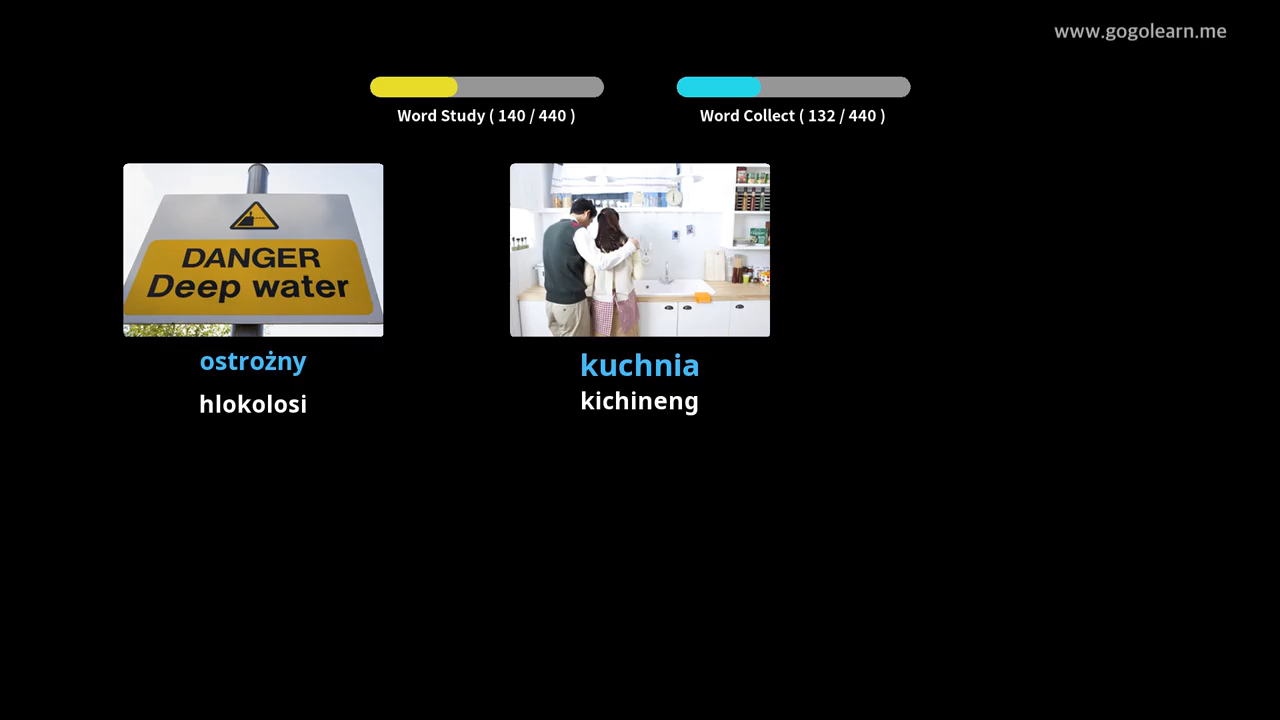 www.gogolearn.me
Word Study ( 140 / 440 )
Word Collect ( 132 / 440 )
DANGER
Deep water
ostrożny
hlokolosi
kuchnia
kichineng